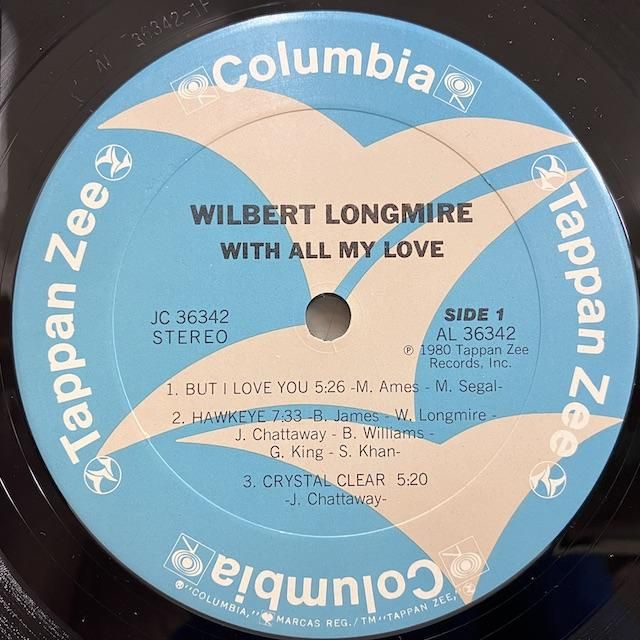 Columbia
Tappan Zee
Tappan Zee
WILBERT LONGMIRE
WITH ALL MY LOVE
JC 36342
STEREO
SIDE 1
AL 36342
℗ 1980 Tappan Zee
Records, Inc.
1. BUT I LOVE YOU 5:26 -M. Ames - M. Segal-
2. HAWKEYE 7:33 -B. James - W. Longmire -
J. Chattaway - B. Williams -
G. King - S. Khan-
3. CRYSTAL CLEAR 5:20
-J. Chattaway-
Columbia
®"COLUMBIA," MARCAS REG./TM "TAPPAN ZEE,"